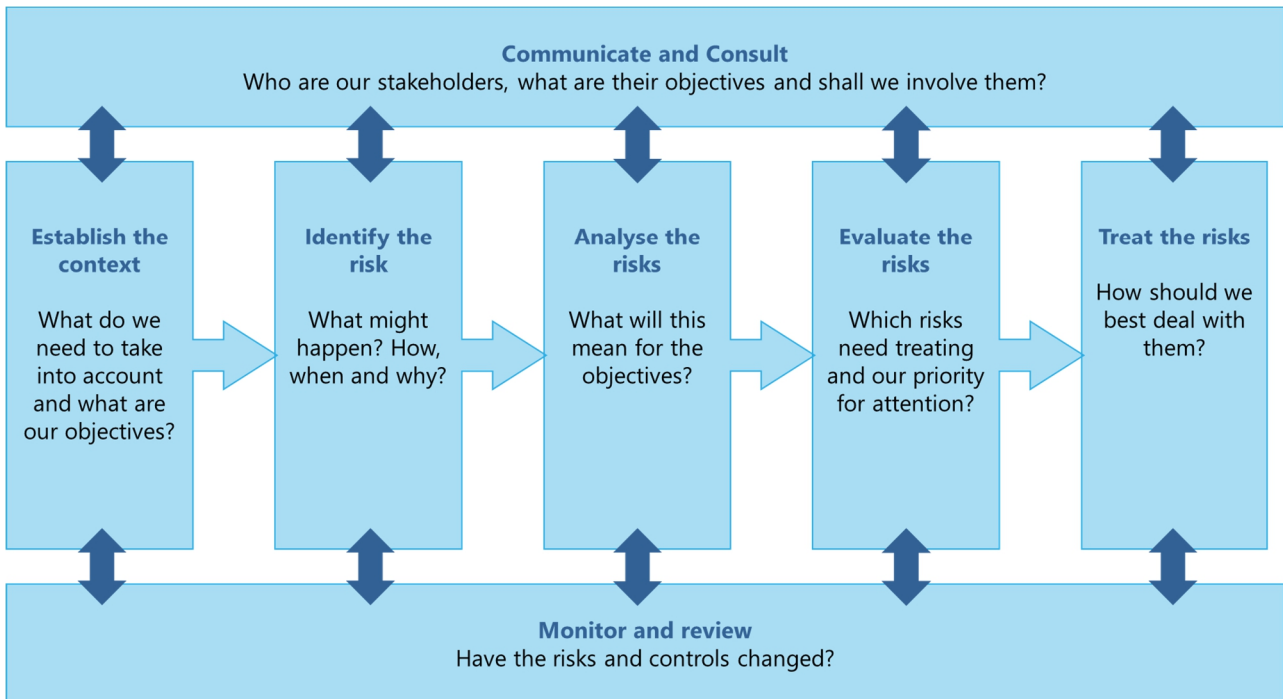 Communicate and Consult
Who are our stakeholders, what are their objectives and shall we involve them?
Establish the
context
What do we
need to take
into account
and what are
our objectives?
Identify the
risk
What might
happen? How,
when and why?
Analyse the
risks
What will this
mean for the
objectives?
Evaluate the
risks
Which risks
need treating
and our priority
for attention?
Treat the risks
How should we
best deal with
them?
Monitor and review
Have the risks and controls changed?